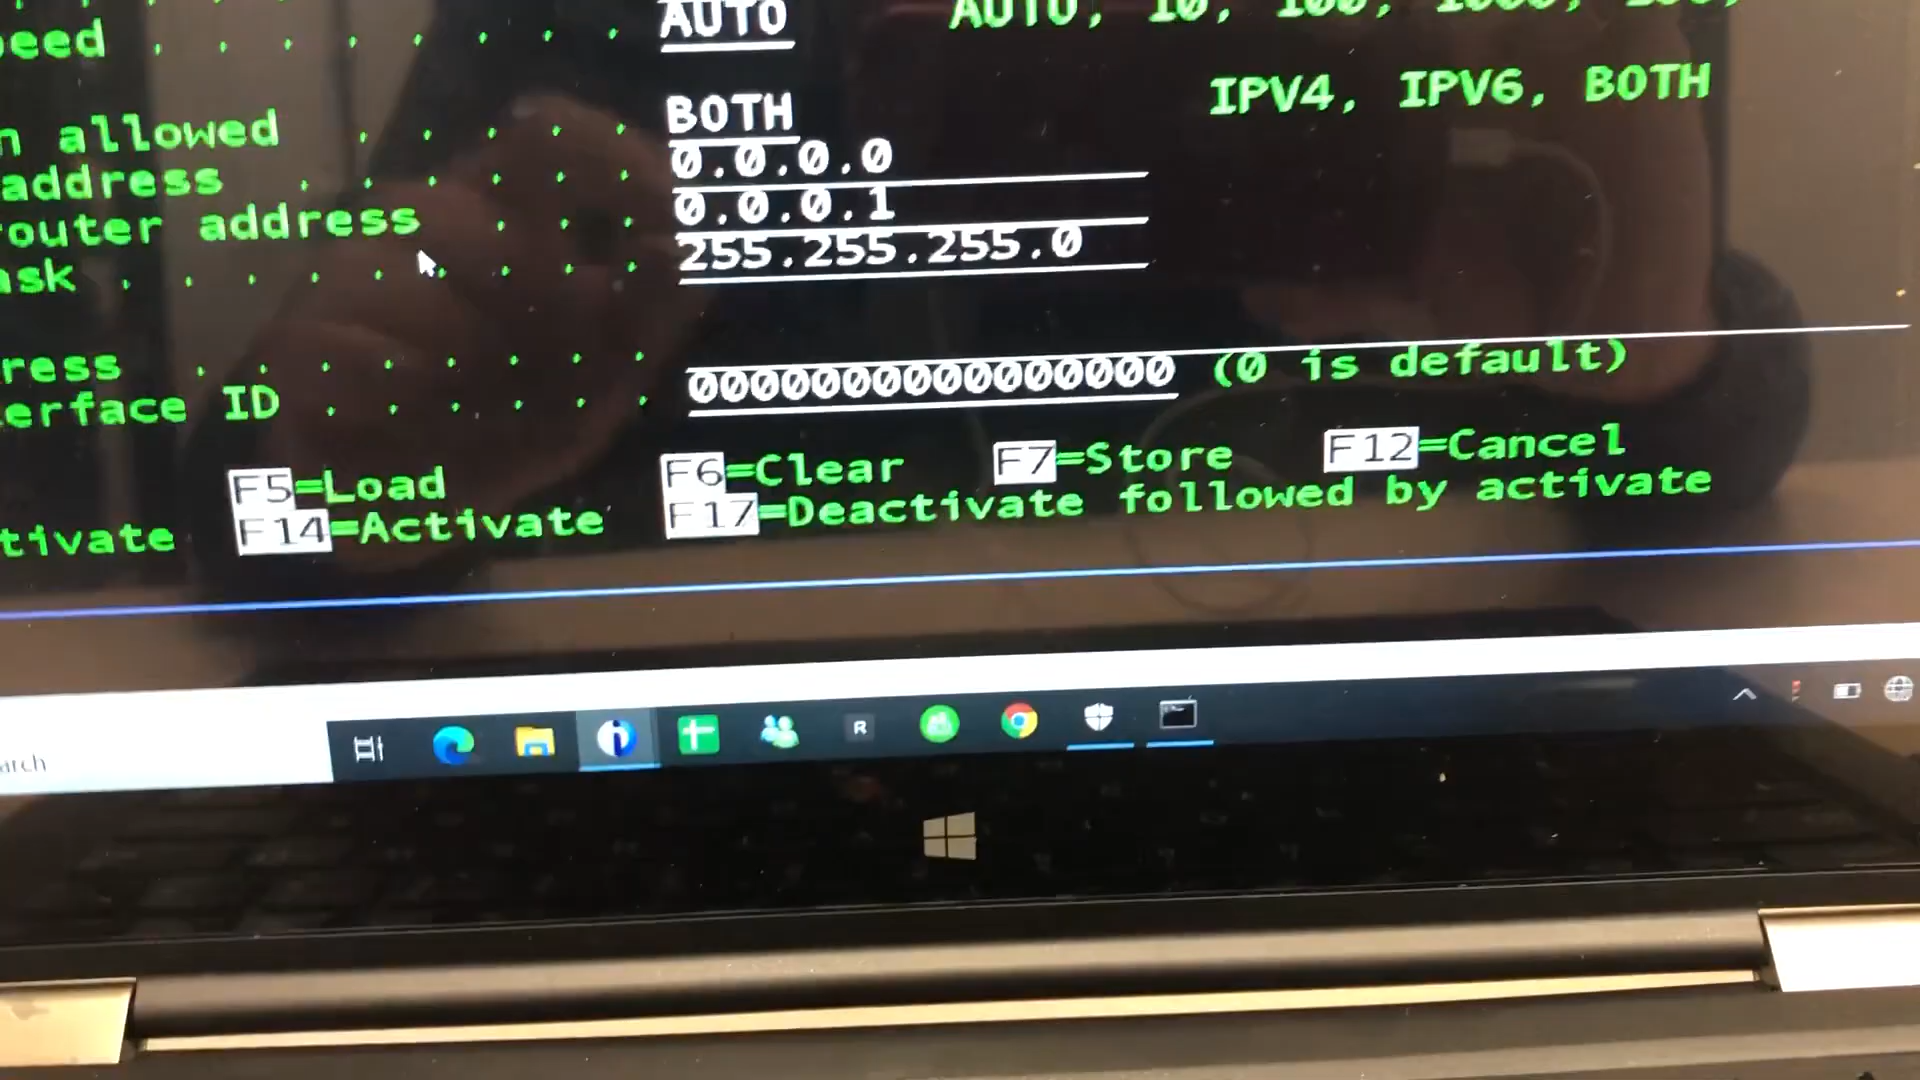 eed . . . . . . . . AUTO AUTO, 10, 100, 1000,
IPV4, IPV6, BOTH
n allowed . . . . . BOTH
address . . . . . . 0.0.0.0
outer address . . . 0.0.0.1
ask . . . . . . . . . 255.255.255.0
ress . . . . . . . .
erface ID . . . . . . 0000000000000000 (0 is default)
F5=Load F6=Clear F7=Store F12=Cancel
tivate F14=Activate F17=Deactivate followed by activate
arch
R